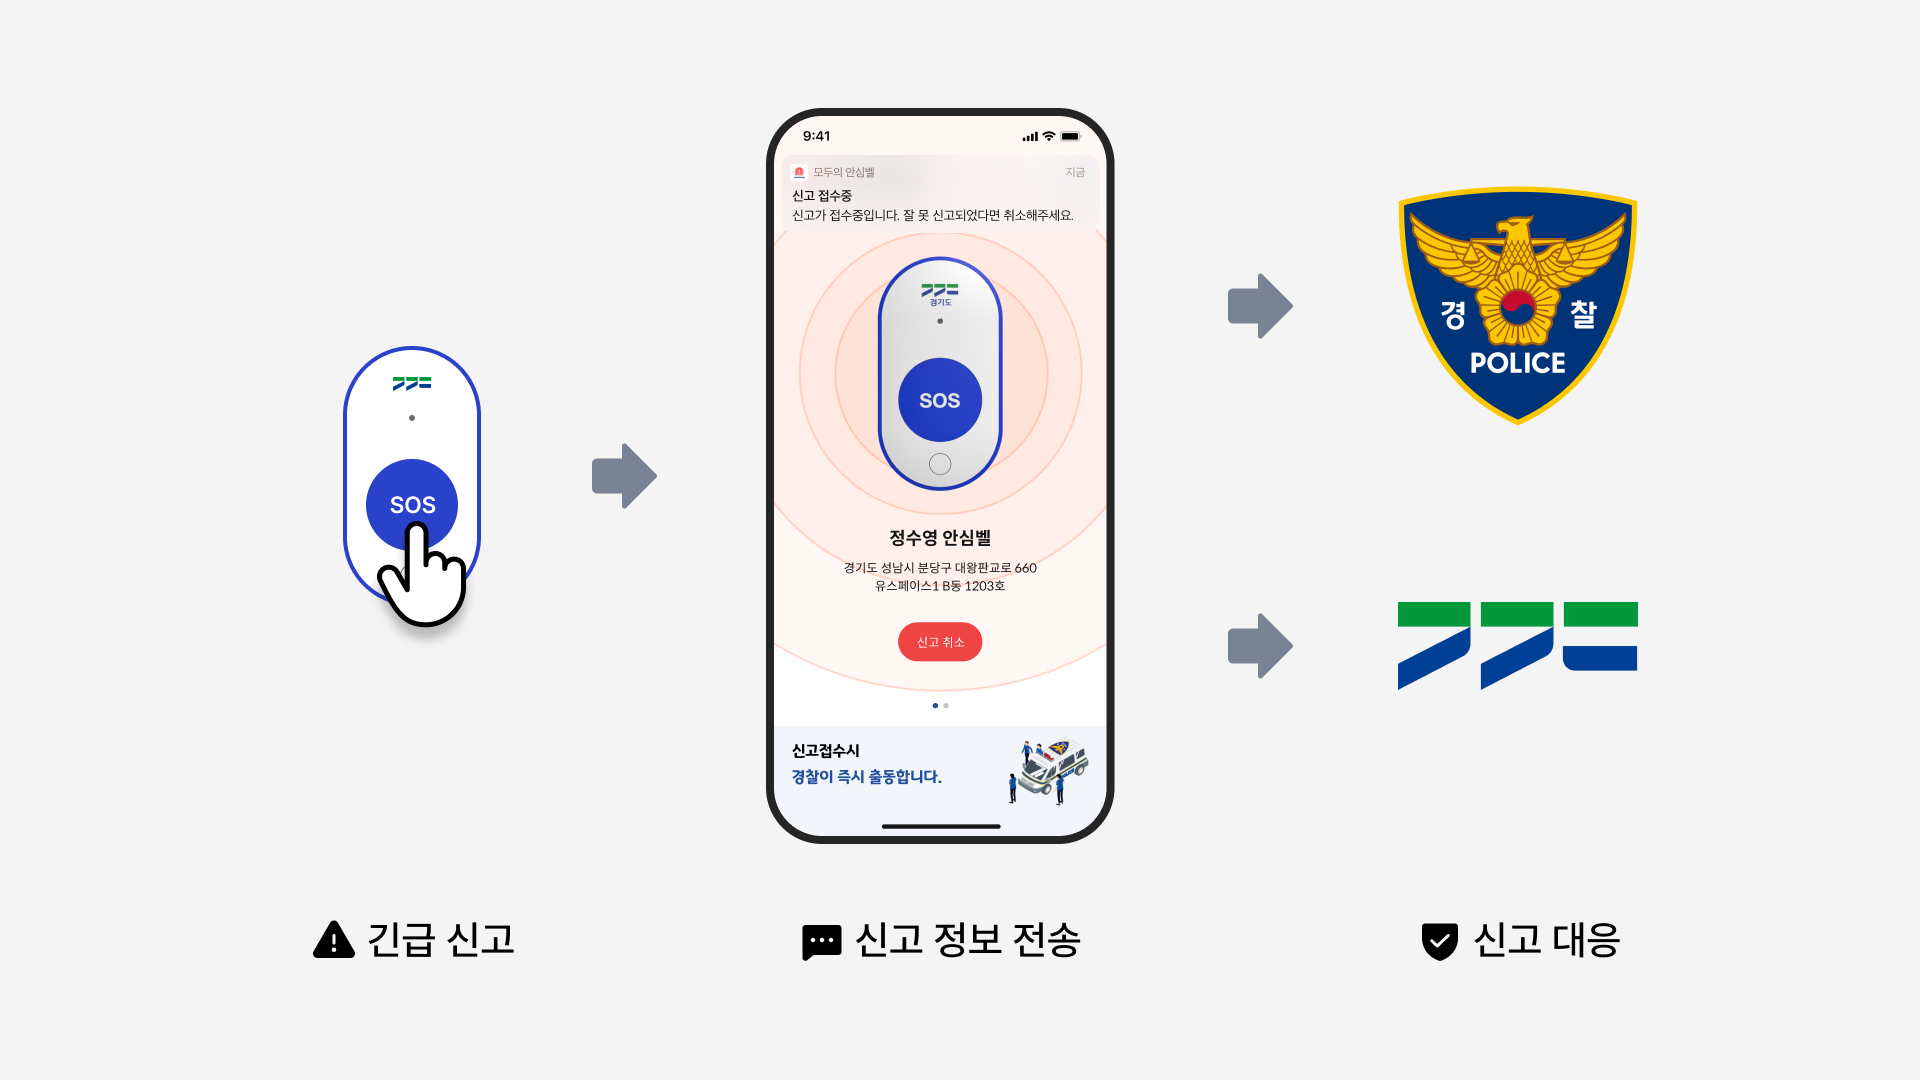 SOS
긴급 신고
9:41
모두의 안심벨
지금
신고 접수중
신고가 접수중입니다. 잘 못 신고되었다면 취소해주세요.
경기도
SOS
정수영 안심벨
경기도 성남시 분당구 대왕판교로 660
유스페이스1 B동 1203호
신고 취소
신고접수시
경찰이 즉시 출동합니다.
신고 정보 전송
경 찰
POLICE
신고 대응